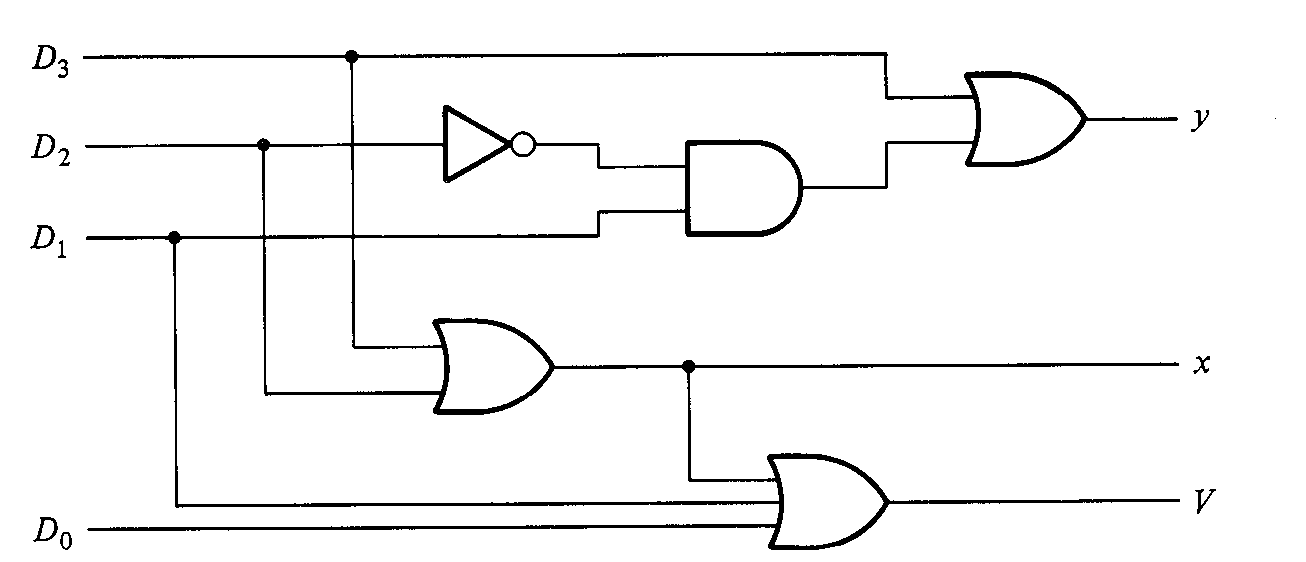 D₃
y
D₂
D₁
x
V
D₀